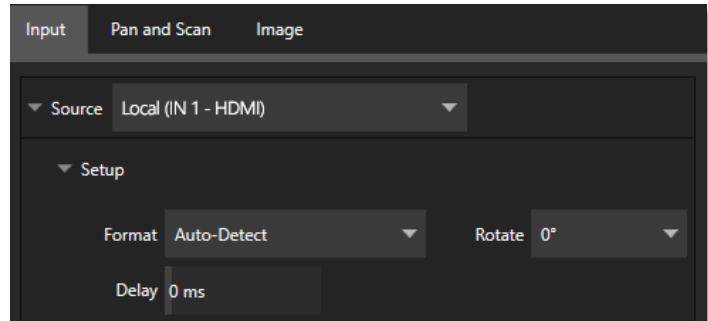 Input Pan and Scan Image
Source Local (IN 1 - HDMI)
Setup
Format Auto-Detect Rotate 0°
Delay 0 ms